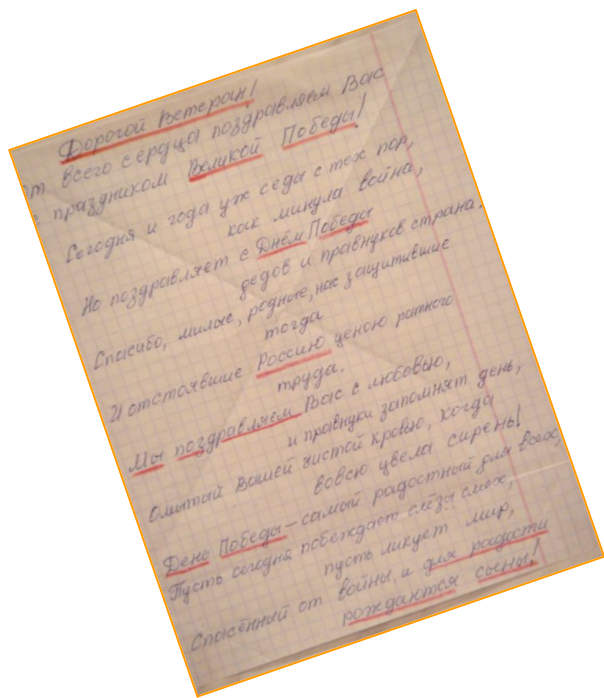 Дорогой Ветеран!
От всего сердца поздравляем Вас
с праздником Великой Победы!
Сегодня и года уж седы с тех пор,
как минула война,
Но поздравляет с Днём Победы
дедов и правнуков страна.
Спасибо, милые, родные, нас защитившие
тогда
И отстоявшие Россию ценою ратного
труда.
Мы поздравляем Вас с любовью,
и правнуки запомнят день,
Омытый Вашей чистой кровью, когда
вовсю цвела сирень!
День Победы – самый радостный для всех,
Пусть сегодня побеждает слёзы смех,
пусть ликует мир,
Спасённый от войны, и для радости
рождаются сыны!